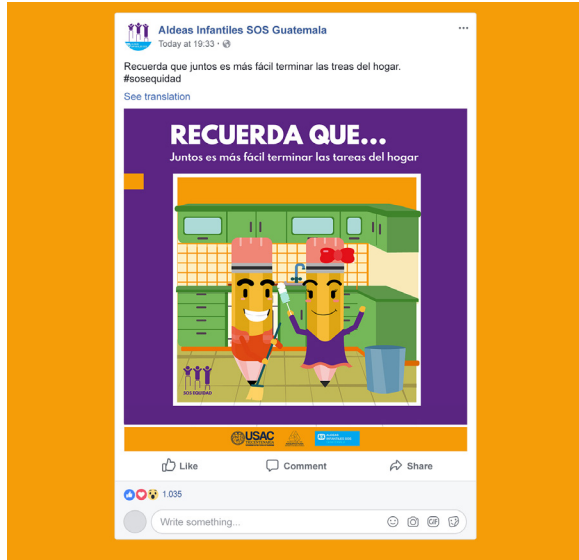 Aldeas Infantiles SOS Guatemala
Today at 19:33 ·
Recuerda que juntos es más fácil terminar las treas del hogar.
#sosequidad
See translation
RECUERDA QUE...
Juntos es más fácil terminar las tareas del hogar
SOS EQUIDAD
USAC
TRICENTENARIA
Like
Comment
Share
1.035
Write something...
GIF